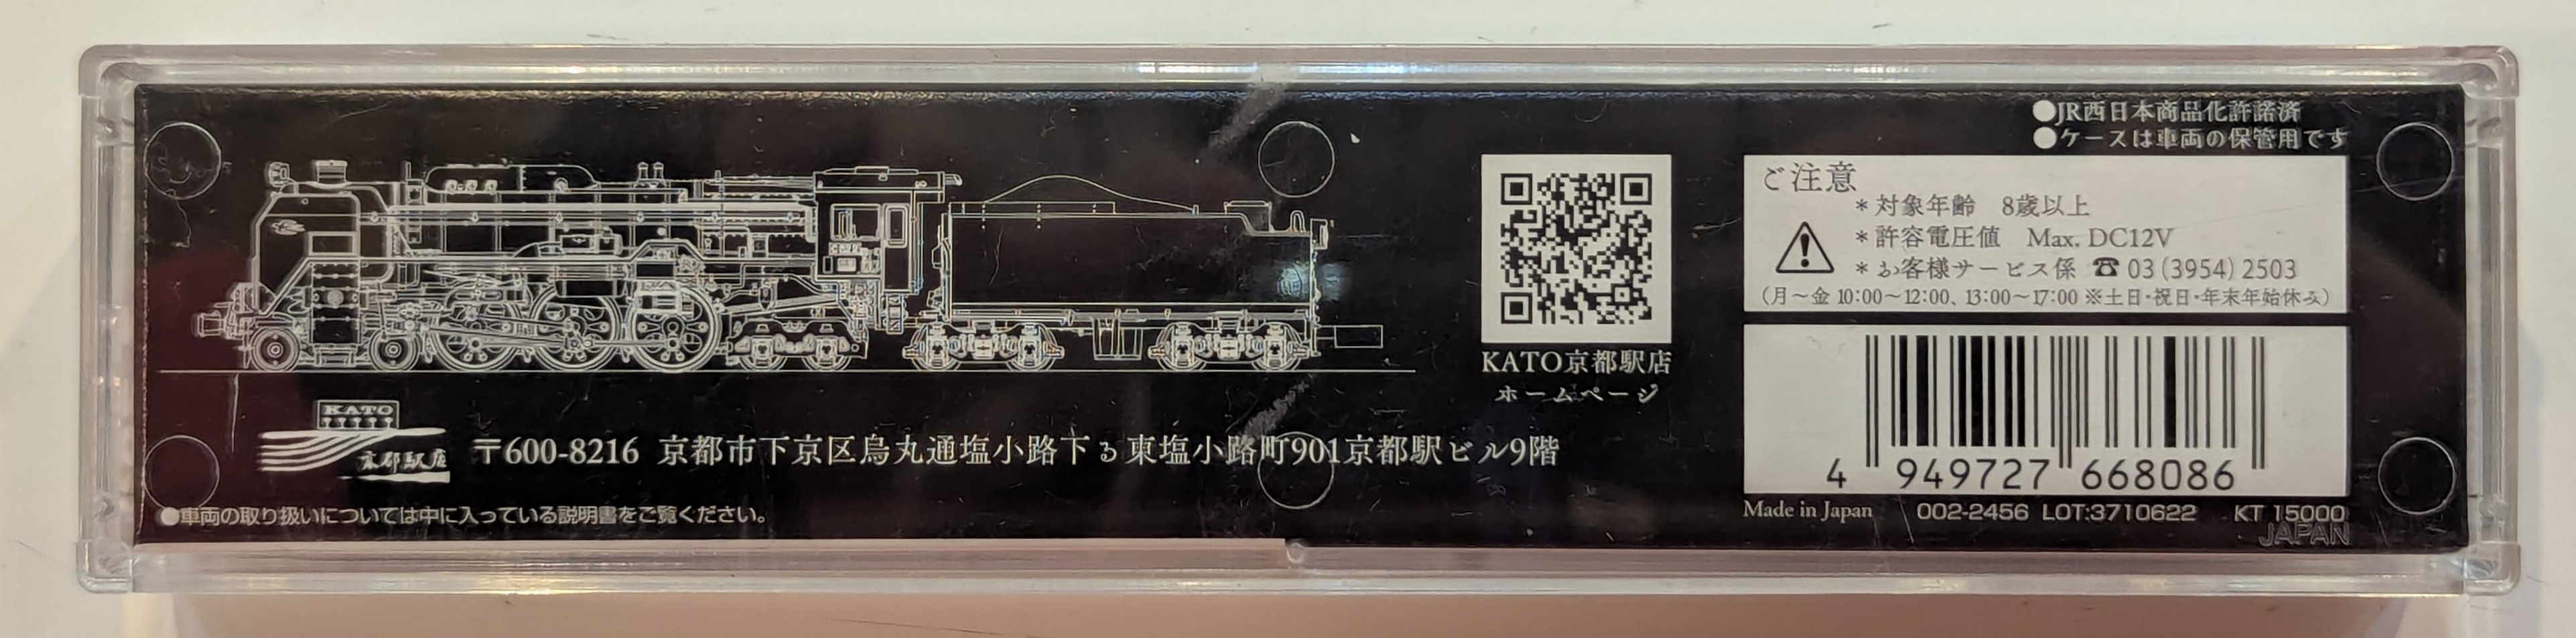 KATO
京都駅店
〒600-8216 京都市下京区烏丸通塩小路下る東塩小路町901京都駅ビル9階
●車両の取り扱いについては中に入っている説明書をご覧ください。
KATO京都駅店
ホームページ
●JR西日本商品化許諾済
●ケースは車両の保管用です
ご注意
*対象年齢 8歳以上
*許容電圧値 Max. DC12V
*お客様サービス係 ☎ 03 (3954) 2503
(月～金 10:00～12:00、13:00～17:00 ※土日・祝日・年末年始休み)
4 949727 668086
Made in Japan 002-2456 LOT:3710622 KT 15000
JAPAN